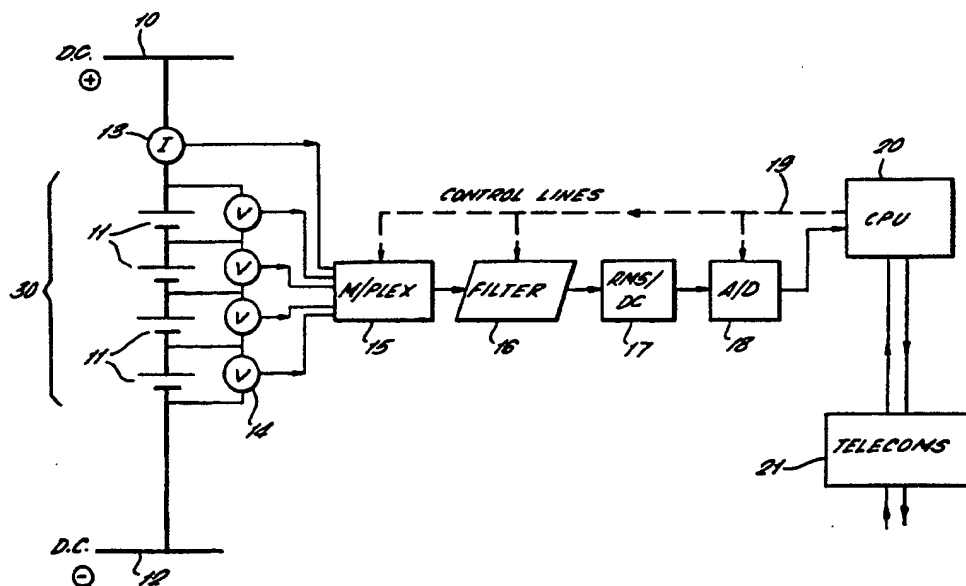 10
D.C.
+
13
I
20
19
CONTROL LINES
CPU
11
V
V
30
M/PLEX
FILTER
RMS/
DC
A/D
V
15
16
17
18
11
V
14
TELECOMS
21
D.C.
12
−